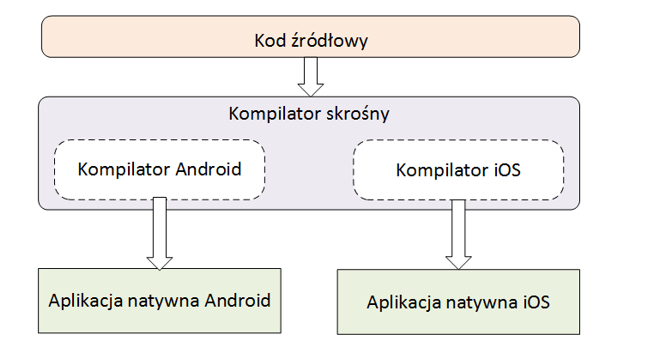 Kod źródłowy
Kompilator skrośny
Kompilator Android
Kompilator iOS
Aplikacja natywna Android
Aplikacja natywna iOS